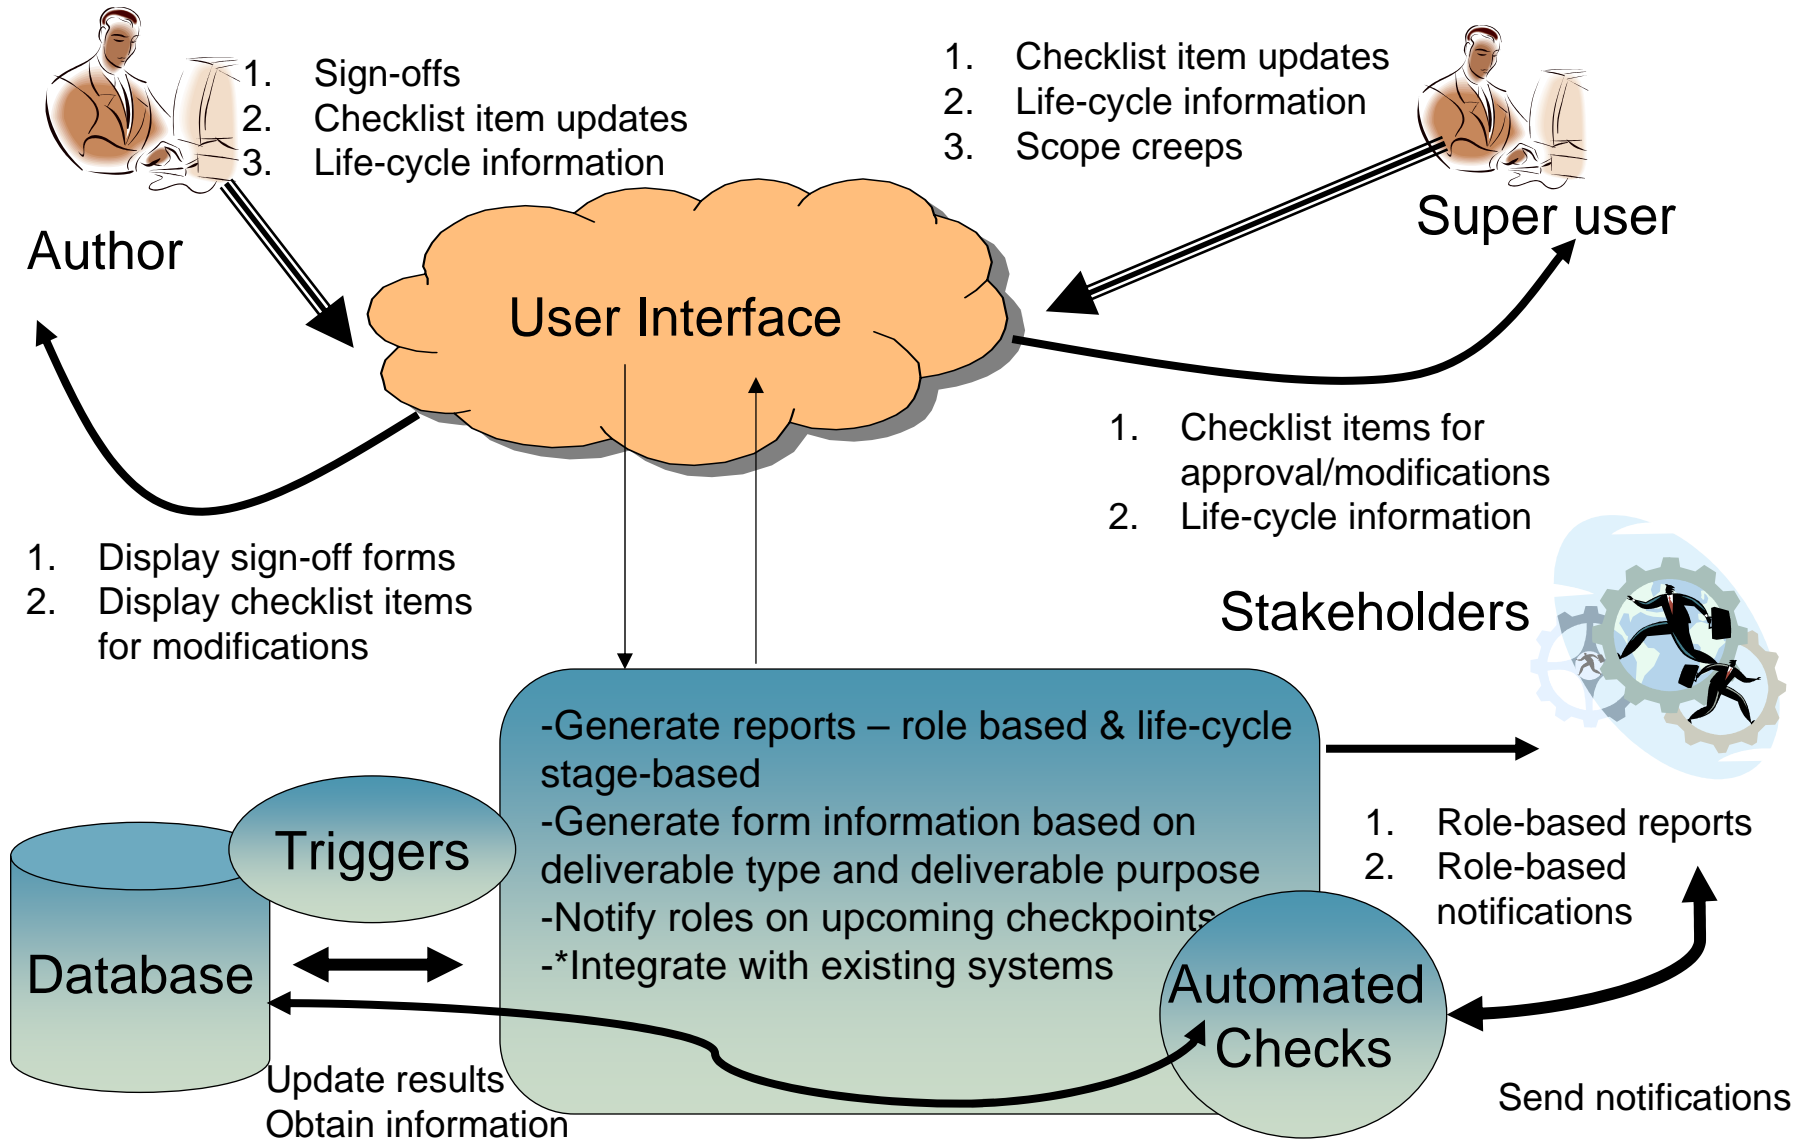 1. Sign-offs
2. Checklist item updates
3. Life-cycle information
1. Checklist item updates
2. Life-cycle information
3. Scope creeps
Author
Super user
User Interface
1. Checklist items for
approval/modifications
2. Life-cycle information
1. Display sign-off forms
2. Display checklist items
for modifications
Stakeholders
-Generate reports – role based & life-cycle
stage-based
-Generate form information based on
deliverable type and deliverable purpose
-Notify roles on upcoming checkpoints
-*Integrate with existing systems
Triggers
Database
1. Role-based reports
2. Role-based
notifications
Automated
Checks
Update results
Obtain information
Send notifications